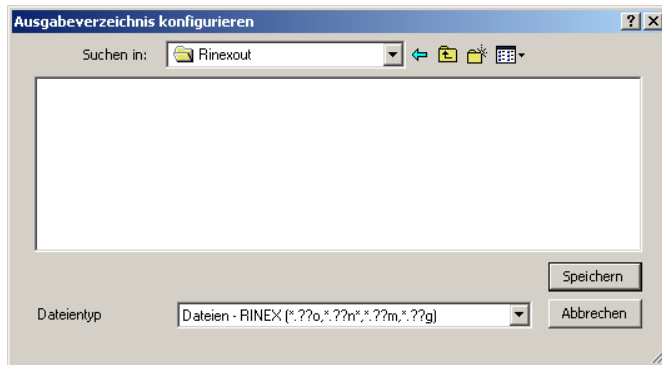 Ausgabeverzeichnis konfigurieren
Suchen in: Rinexout
Speichern
Dateientyp Dateien - RINEX (*.??o,*.??n*,*.??m,*.??g) Abbrechen